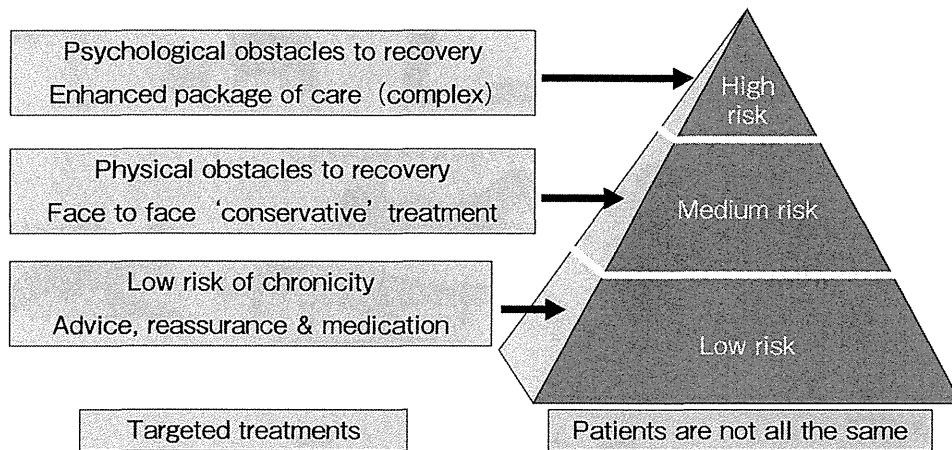 Psychological obstacles to recovery
Enhanced package of care (complex)
High
risk
Physical obstacles to recovery
Face to face ‘conservative’ treatment
Medium risk
Low risk of chronicity
Advice, reassurance & medication
Low risk
Targeted treatments
Patients are not all the same